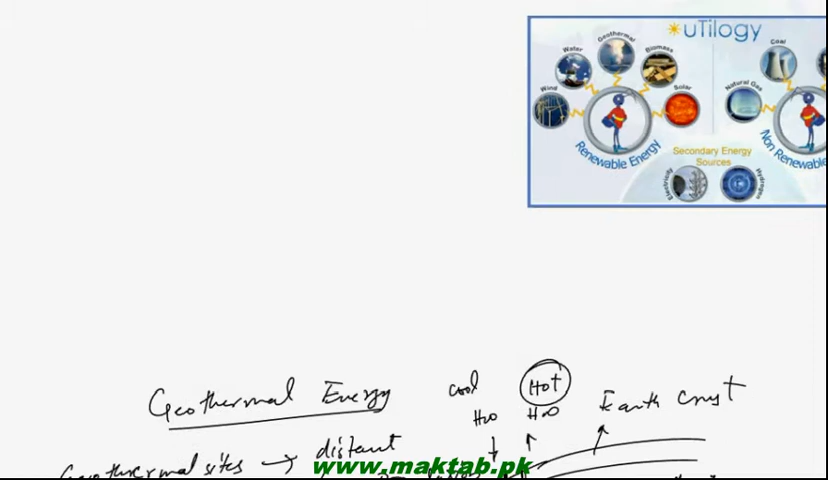 uTilogy
Geothermal
Water
Biomass
Wind
Solar
Renewable Energy
Coal
Natural Gas
Non Renewable
Secondary Energy
Sources
Electricity
Hydrogen
Geothermal Energy
cool
Hot
H2O
H2O
Earth Crust
Geothermal sites → distant
www.maktab.pk